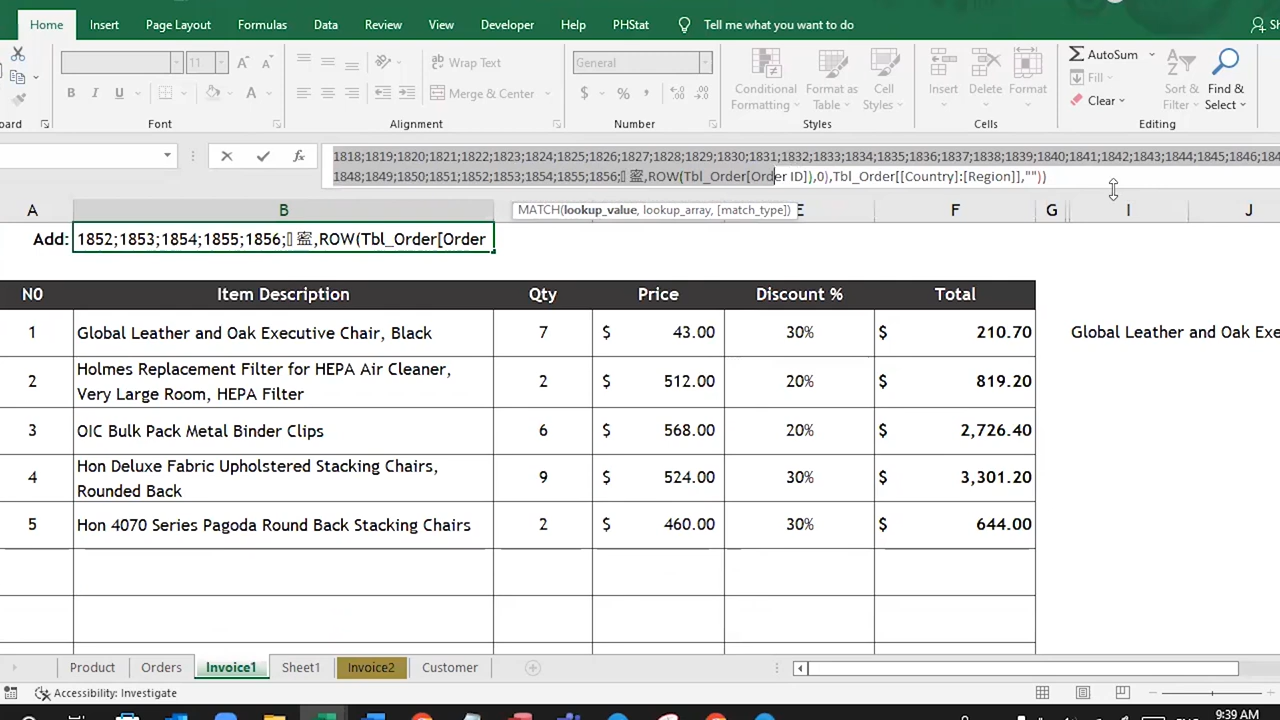 Home Insert Page Layout Formulas Data Review View Developer Help PHStat Tell me what you want to do
11 Wrap Text General AutoSum
B I U Merge & Center $ % Conditional Formatting Format as Table Cell Styles Insert Delete Format Fill Clear Sort & Filter Find & Select
Font Alignment Number Styles Cells Editing
1818;1819;1820;1821;1822;1823;1824;1825;1826;1827;1828;1829;1830;1831;1832;1833;1834;1835;1836;1837;1838;1839;1840;1841;1842;1843;1844;1845;1846
1848;1849;1850;1851;1852;1853;1854;1855;1856; ,ROW(Tbl_Order[Order ID]),0),Tbl_Order[[Country]:[Region]],""))
A B E F G I J
MATCH(lookup_value, lookup_array, [match_type])
Add: 1852;1853;1854;1855;1856; ,ROW(Tbl_Order[Order
N0 Item Description Qty Price Discount % Total
1 Global Leather and Oak Executive Chair, Black 7 $ 43.00 30% $ 210.70 Global Leather and Oak Exe
2 Holmes Replacement Filter for HEPA Air Cleaner, Very Large Room, HEPA Filter 2 $ 512.00 20% $ 819.20
3 OIC Bulk Pack Metal Binder Clips 6 $ 568.00 20% $ 2,726.40
4 Hon Deluxe Fabric Upholstered Stacking Chairs, Rounded Back 9 $ 524.00 30% $ 3,301.20
5 Hon 4070 Series Pagoda Round Back Stacking Chairs 2 $ 460.00 30% $ 644.00
Product Orders Invoice1 Sheet1 Invoice2 Customer
Accessibility: Investigate
9:39 AM